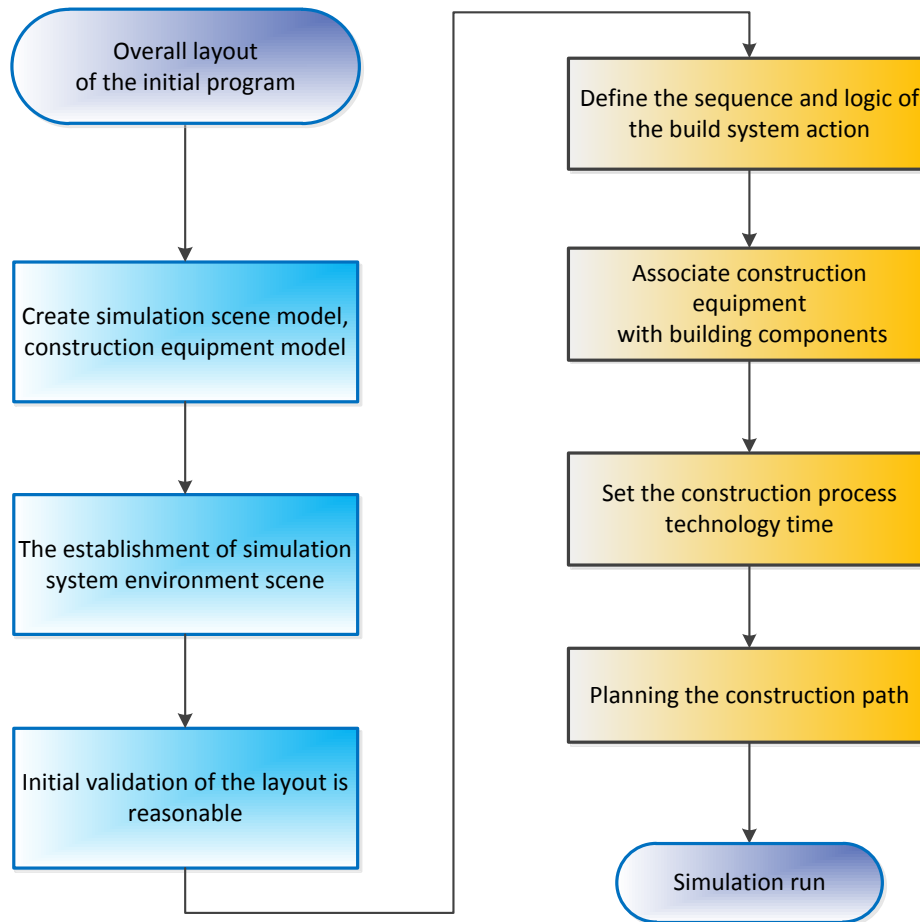 Overall layout
of the initial program
Create simulation scene model,
construction equipment model
The establishment of simulation
system environment scene
Initial validation of the layout is
reasonable
Define the sequence and logic of
the build system action
Associate construction
equipment
with building components
Set the construction process
technology time
Planning the construction path
Simulation run